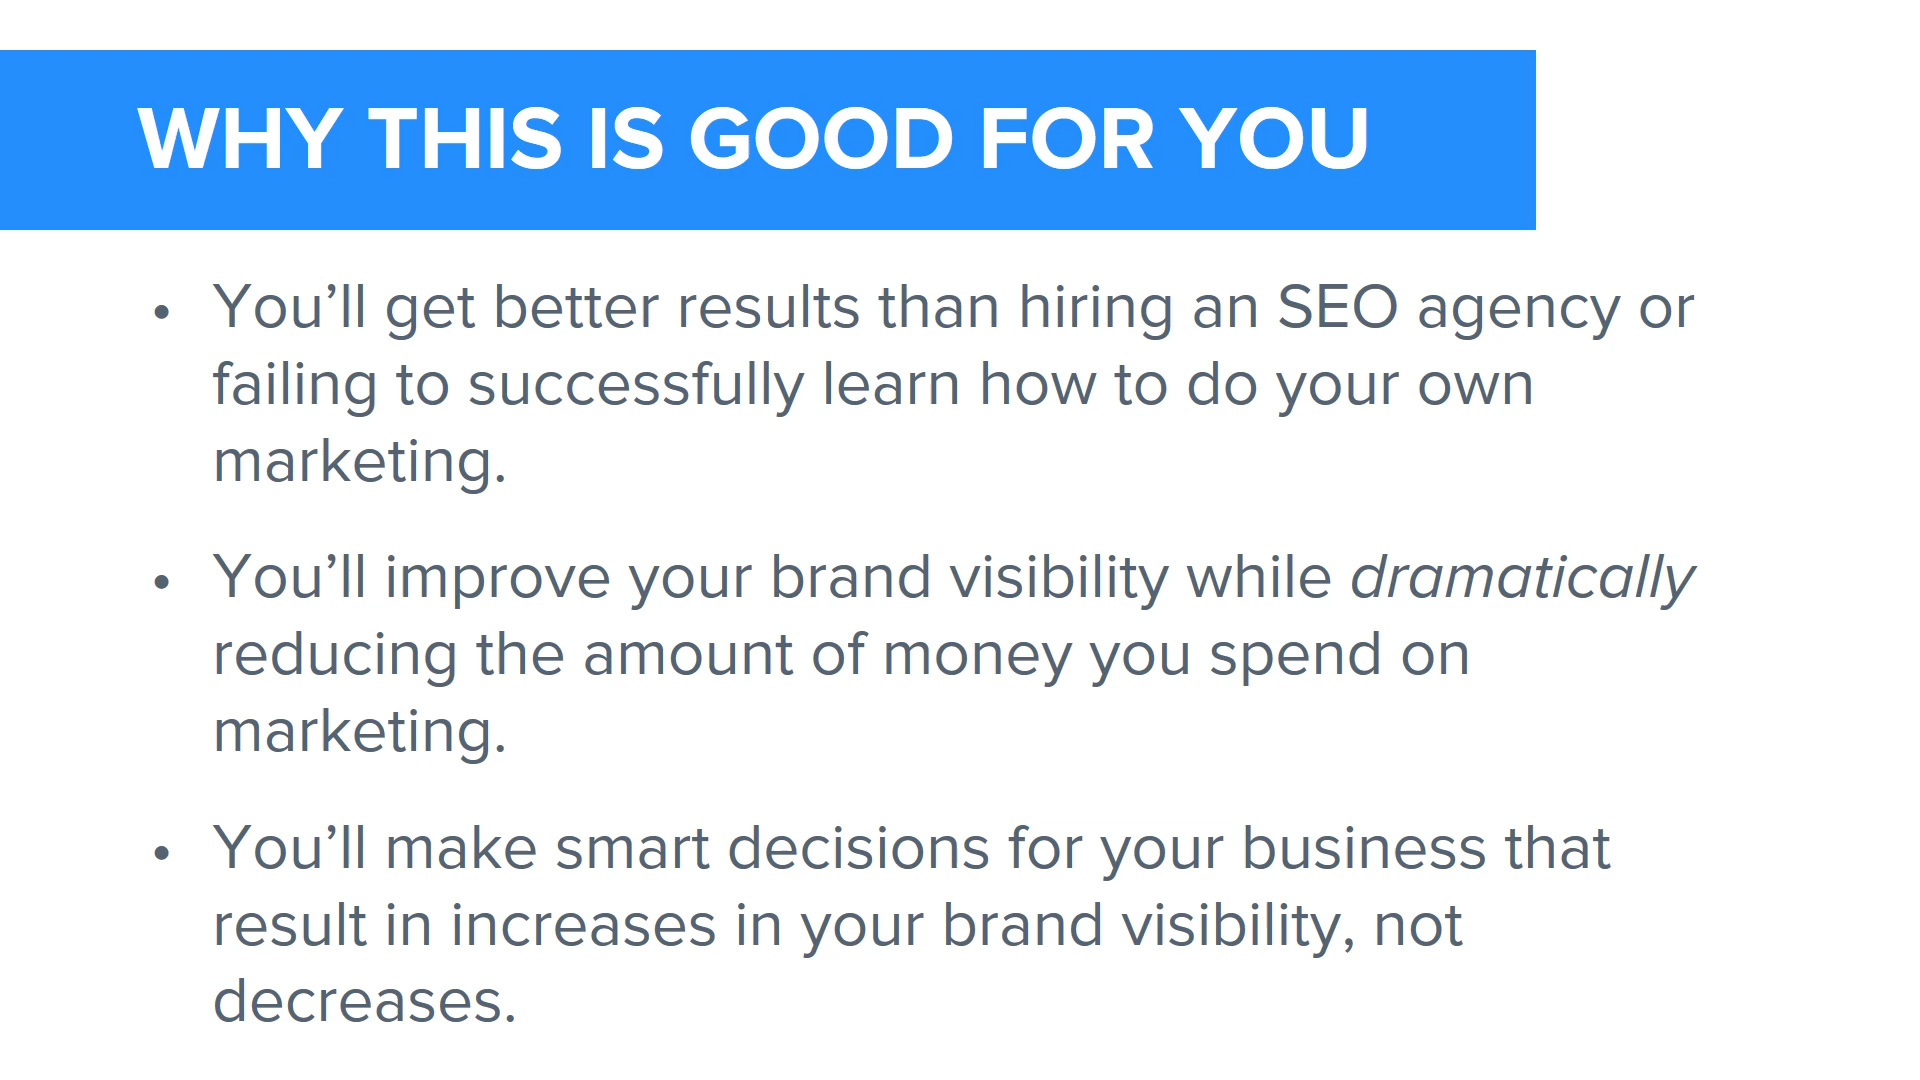 WHY THIS IS GOOD FOR YOU
• You’ll get better results than hiring an SEO agency or
failing to successfully learn how to do your own
marketing.
• You’ll improve your brand visibility while dramatically
reducing the amount of money you spend on
marketing.
• You’ll make smart decisions for your business that
result in increases in your brand visibility, not
decreases.